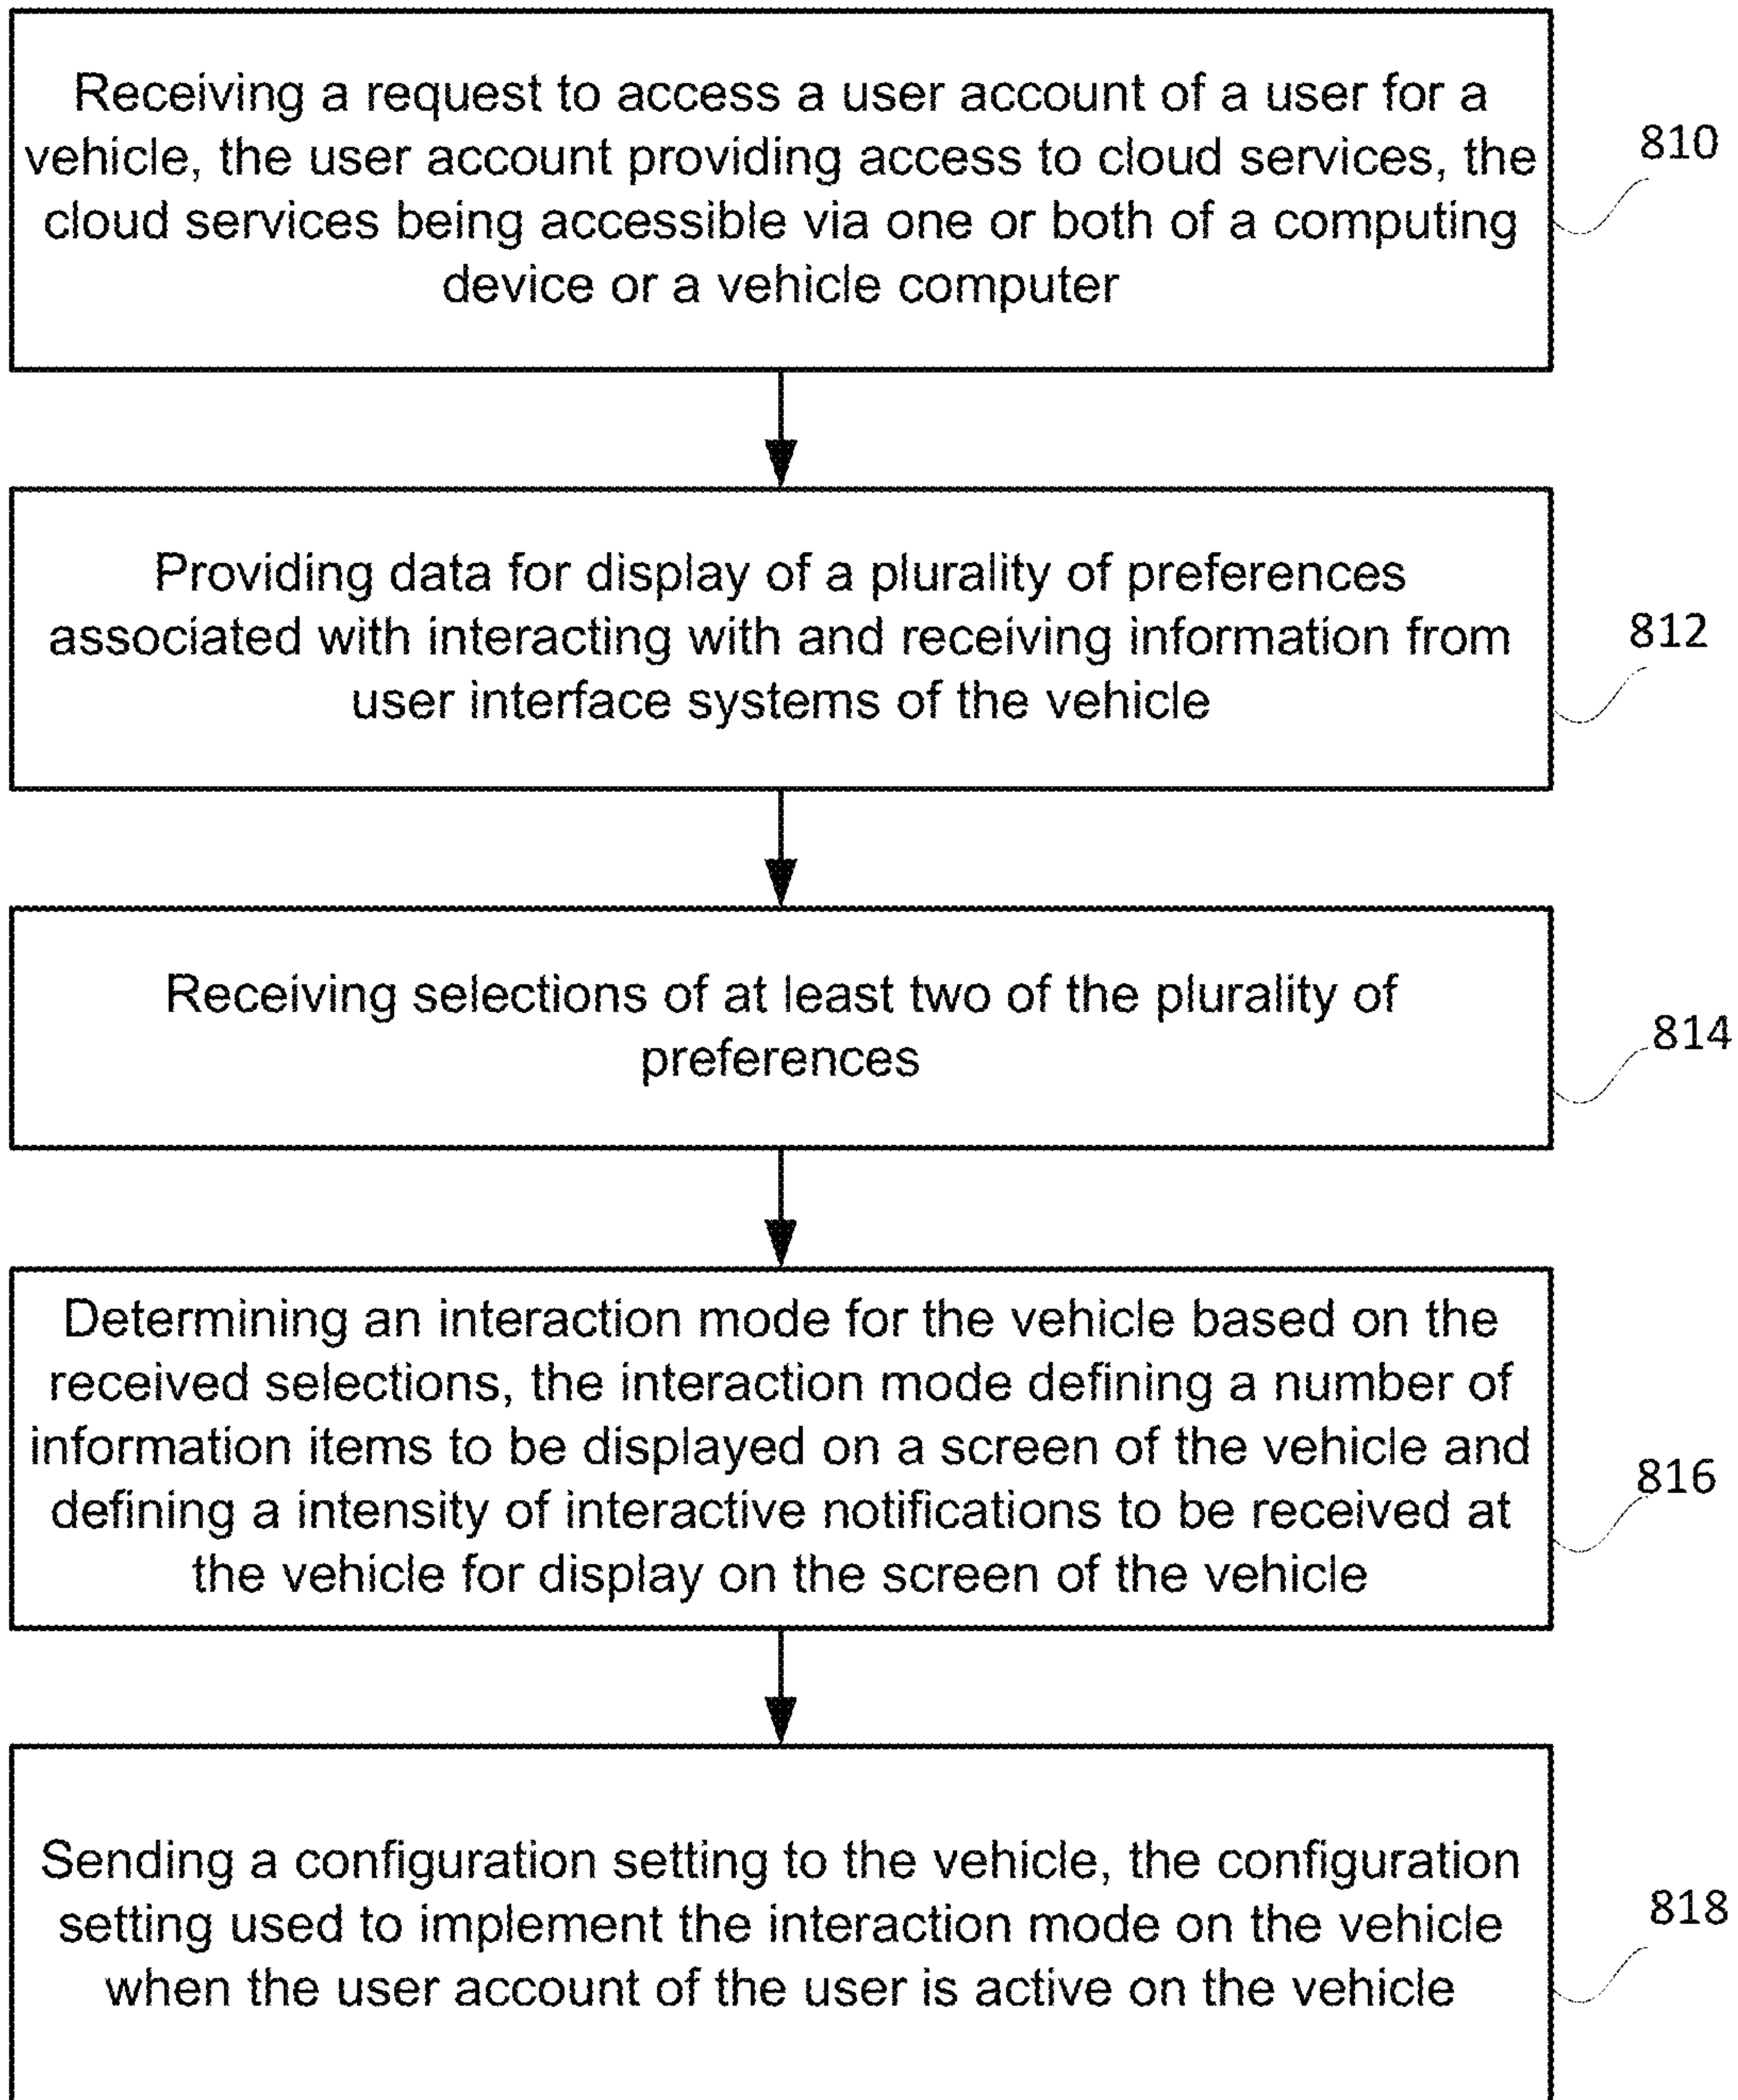 Receiving a request to access a user account of a user for a
vehicle, the user account providing access to cloud services, the
cloud services being accessible via one or both of a computing
device or a vehicle computer
810
Providing data for display of a plurality of preferences
associated with interacting with and receiving information from
user interface systems of the vehicle
812
Receiving selections of at least two of the plurality of
preferences
814
Determining an interaction mode for the vehicle based on the
received selections, the interaction mode defining a number of
information items to be displayed on a screen of the vehicle and
defining a intensity of interactive notifications to be received at
the vehicle for display on the screen of the vehicle
816
Sending a configuration setting to the vehicle, the configuration
setting used to implement the interaction mode on the vehicle
when the user account of the user is active on the vehicle
818